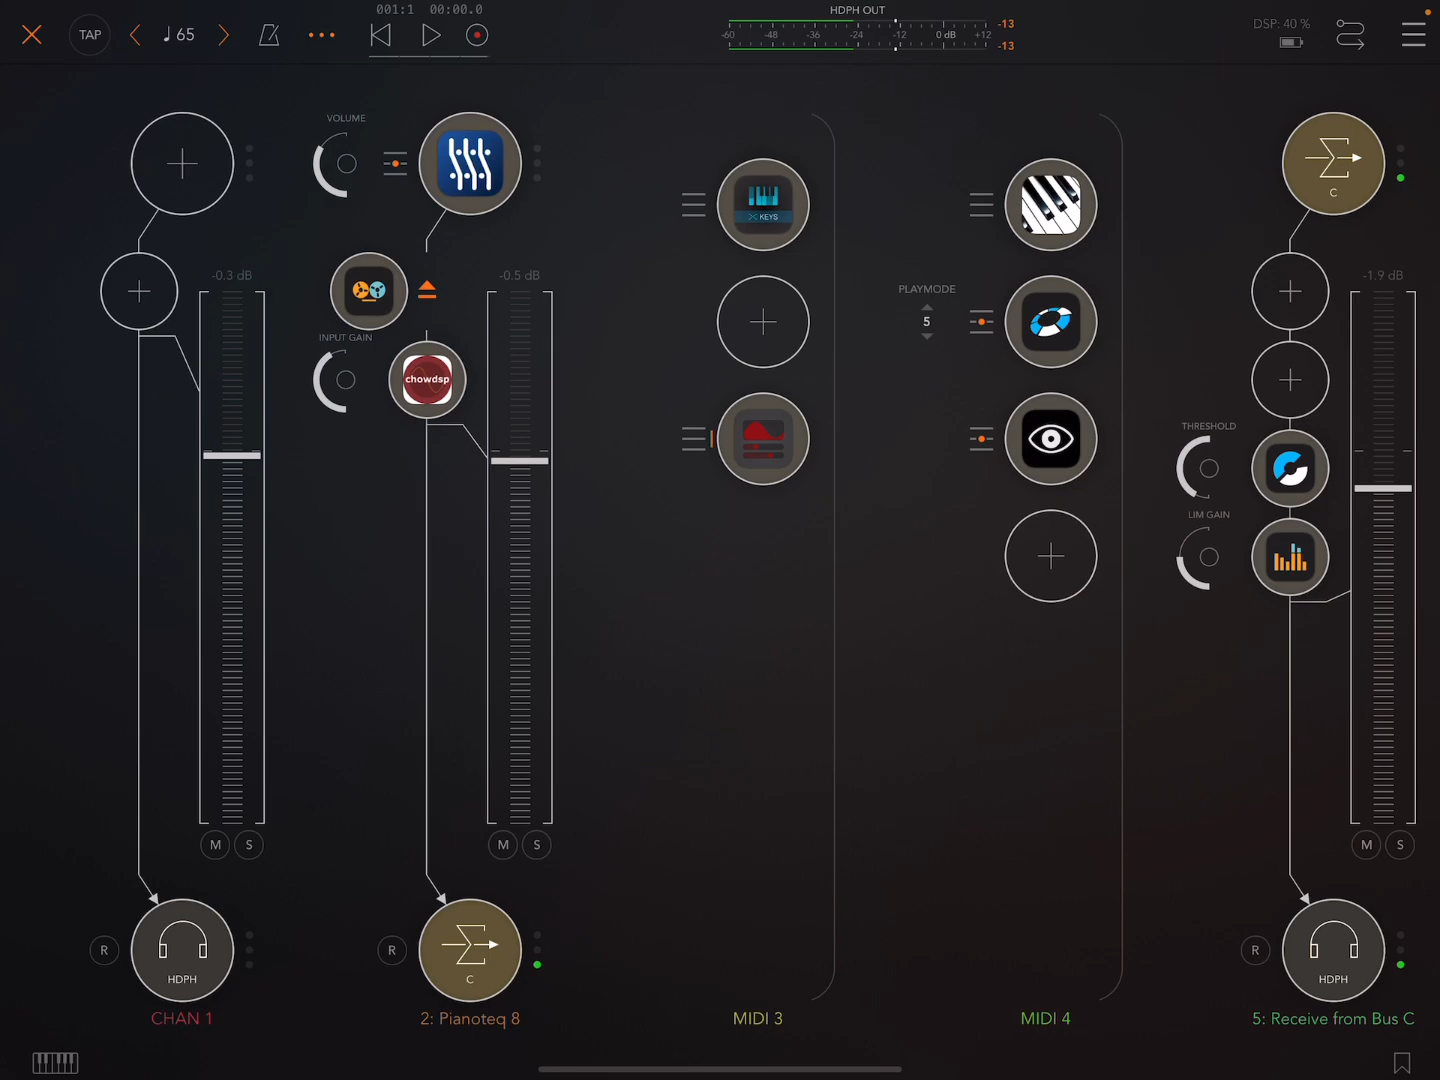 001:1 00:00.0
HDPH OUT
TAP
65
-60 -48 -36 -24 -12 0 dB +12
-13
-13
DSP: 40 %
VOLUME
KEYS
C
-0.3 dB
-0.5 dB
-1.9 dB
PLAYMODE
5
INPUT GAIN
chowdsp
THRESHOLD
LIM GAIN
M S
M S
M S
R
HDPH
R
C
R
HDPH
CHAN 1
2: Pianoteq 8
MIDI 3
MIDI 4
5: Receive from Bus C